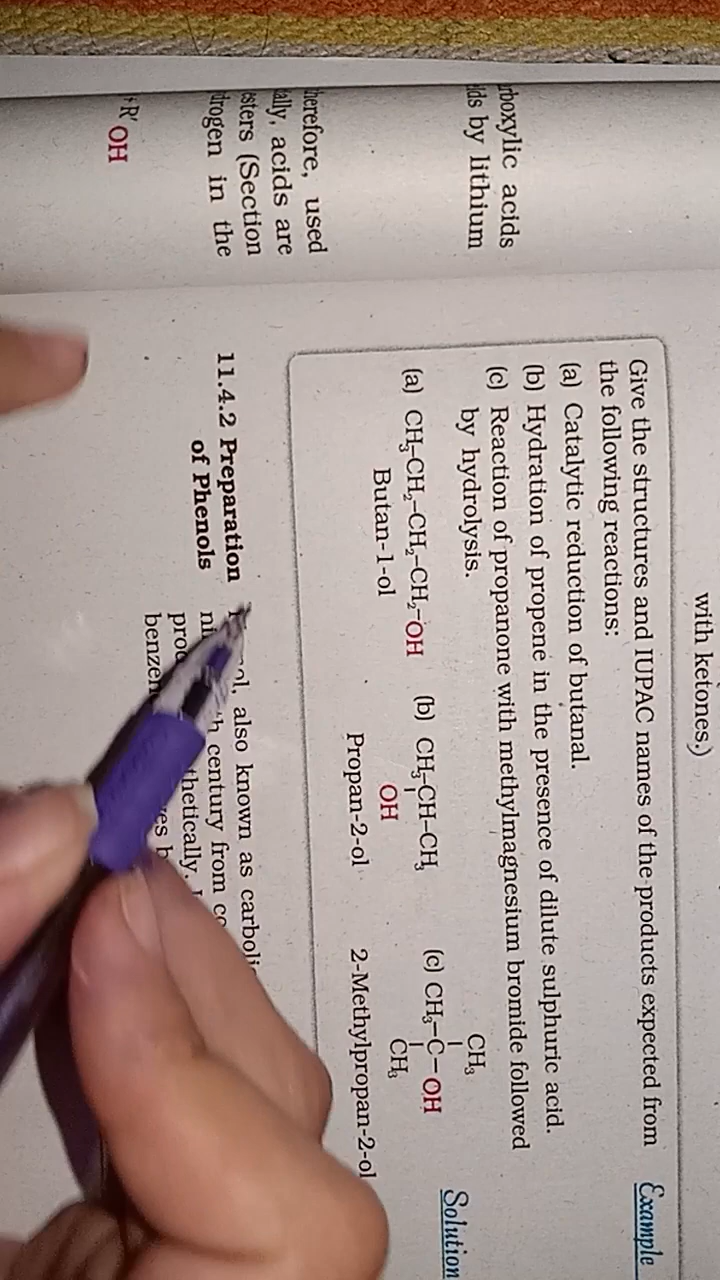 rboxylic acids
ids by lithium
herefore, used
ally, acids are
esters (Section
drogen in the
R' OH
with ketones.)
Example
Give the structures and IUPAC names of the products expected from
the following reactions:
(a) Catalytic reduction of butanal.
(b) Hydration of propene in the presence of dilute sulphuric acid.
(c) Reaction of propanone with methylmagnesium bromide followed
by hydrolysis.
Solution
CH3
(a) CH3–CH2–CH2–CH2–OH (b) CH3–CH–CH3 (c) CH3–C–OH
OH CH3
Butan-1-ol Propan-2-ol 2-Methylpropan-2-ol
11.4.2 Preparation
of Phenols
also known as
century from
thetically.